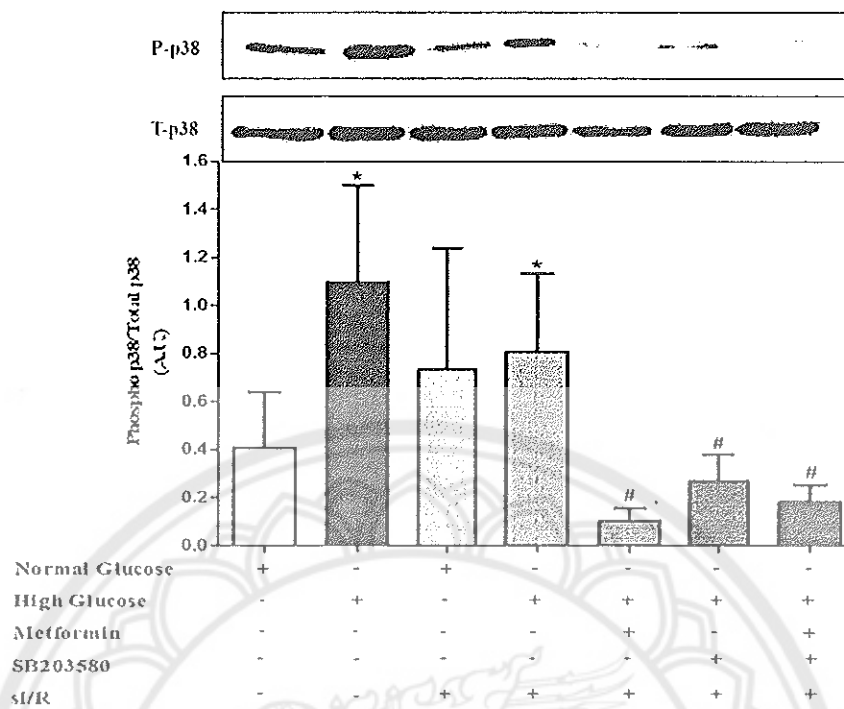 P-p38
T-p38
Phospho p38/Total p38
(A.U)
1.6
1.4
1.2
1.0
0.8
0.6
0.4
0.2
0.0
*
*
#
#
#
Normal Glucose + - + - - - -
High Glucose - + - + + + +
Metformin - - - - + - +
SB203580 - - - - - + +
sI/R - - + + + + +